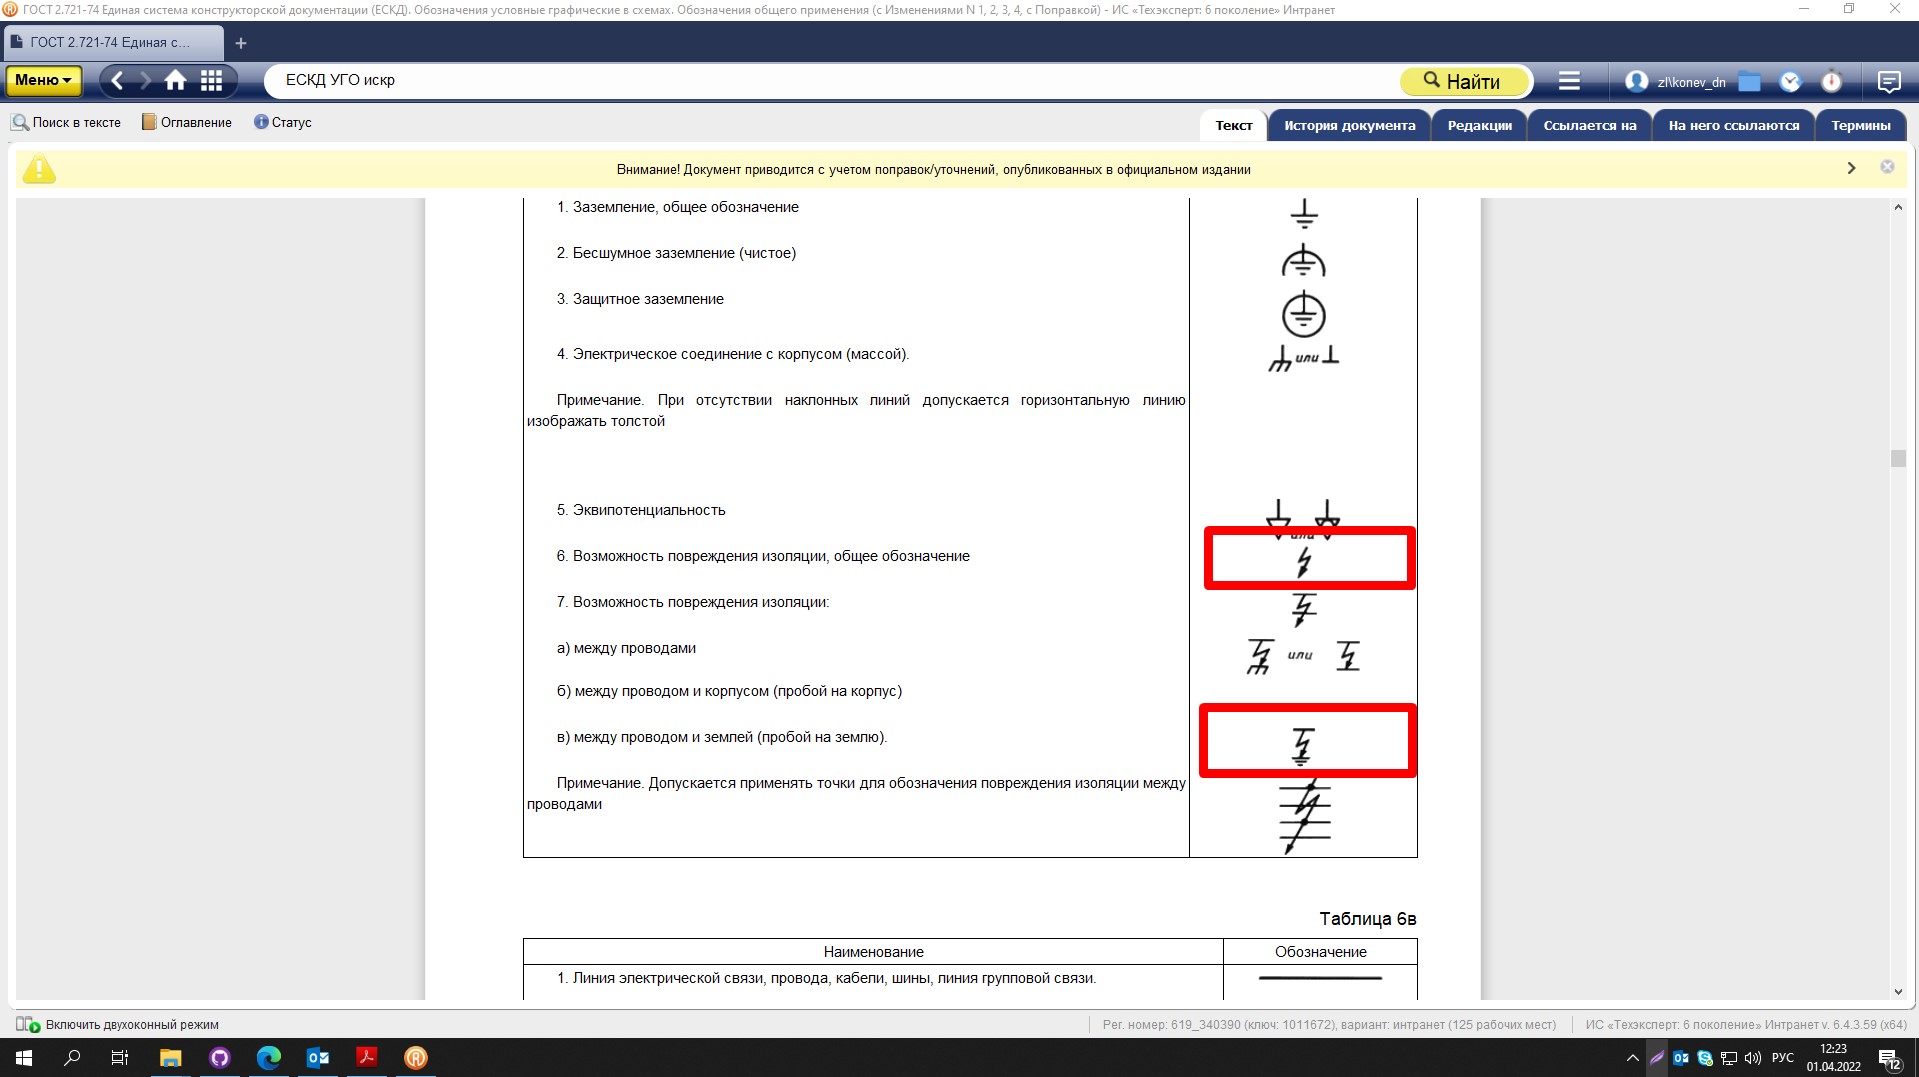 ГОСТ 2.721-74 Единая система конструкторской документации (ЕСКД). Обозначения условные графические в схемах. Обозначения общего применения (с Изменениями N 1, 2, 3, 4, с Поправкой) - ИС «Техэксперт: 6 поколение» Интранет
ГОСТ 2.721-74 Единая с...
Меню
ЕСКД УГО искр
Найти
zl\konev_dn
Поиск в тексте
Оглавление
Статус
Текст
История документа
Редакции
Ссылается на
На него ссылаются
Термины
Внимание! Документ приводится с учетом поправок/уточнений, опубликованных в официальном издании
1. Заземление, общее обозначение
2. Бесшумное заземление (чистое)
3. Защитное заземление
4. Электрическое соединение с корпусом (массой).
или
Примечание. При отсутствии наклонных линий допускается горизонтальную линию
изображать толстой
5. Эквипотенциальность
или
6. Возможность повреждения изоляции, общее обозначение
7. Возможность повреждения изоляции:
а) между проводами
или
б) между проводом и корпусом (пробой на корпус)
в) между проводом и землей (пробой на землю).
Примечание. Допускается применять точки для обозначения повреждения изоляции между
проводами
Таблица 6в
Наименование
Обозначение
1. Линия электрической связи, провода, кабели, шины, линия групповой связи.
Включить двухоконный режим
Рег. номер: 619_340390 (ключ: 1011672), вариант: интранет (125 рабочих мест)
ИС «Техэксперт: 6 поколение» Интранет v. 6.4.3.59 (x64)
РУС
12:23
01.04.2022
12